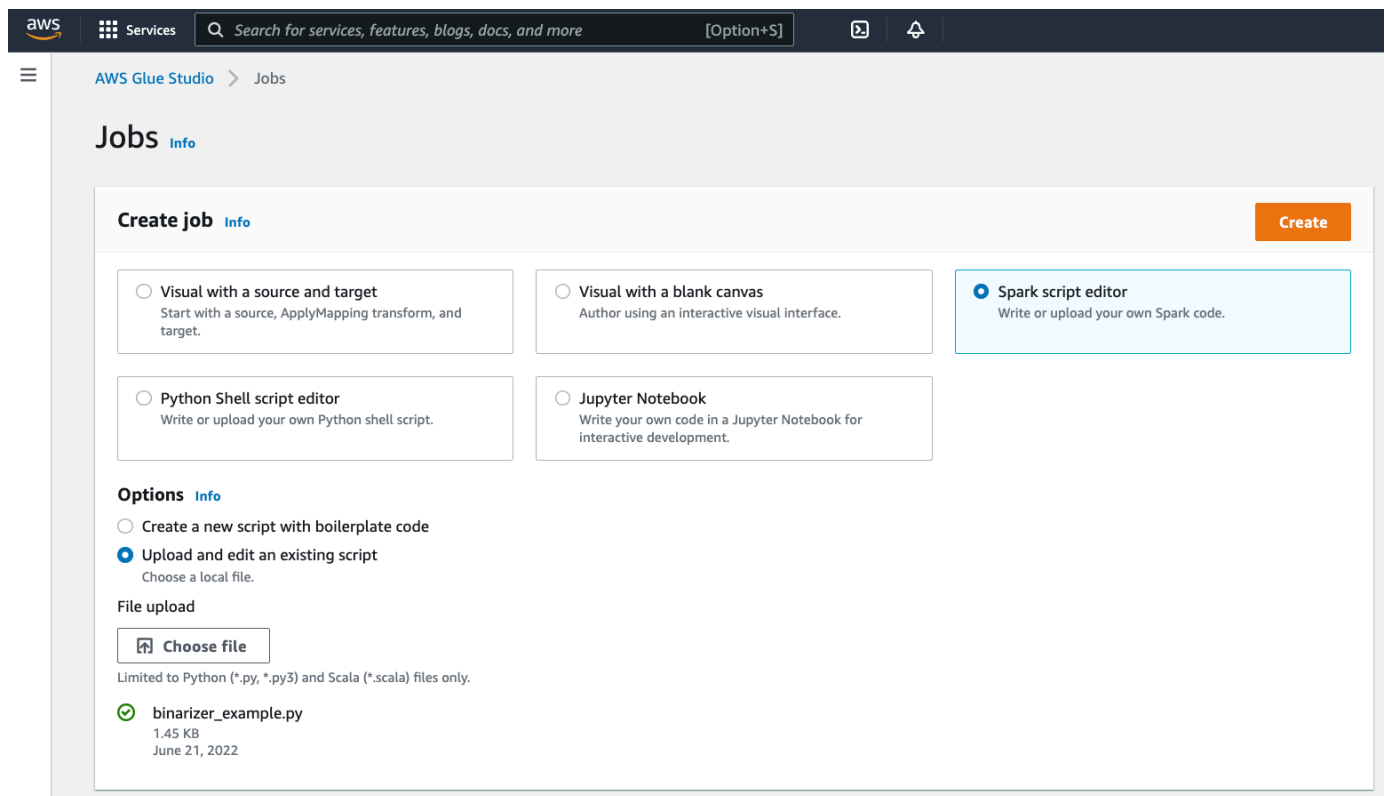 aws
Services
Search for services, features, blogs, docs, and more
[Option+S]
AWS Glue Studio
Jobs
Jobs Info
Create job Info
Create
Visual with a source and target
Start with a source, ApplyMapping transform, and
target.
Visual with a blank canvas
Author using an interactive visual interface.
Spark script editor
Write or upload your own Spark code.
Python Shell script editor
Write or upload your own Python shell script.
Jupyter Notebook
Write your own code in a Jupyter Notebook for
interactive development.
Options Info
Create a new script with boilerplate code
Upload and edit an existing script
Choose a local file.
File upload
Choose file
Limited to Python (*.py, *.py3) and Scala (*.scala) files only.
binarizer_example.py
1.45 KB
June 21, 2022